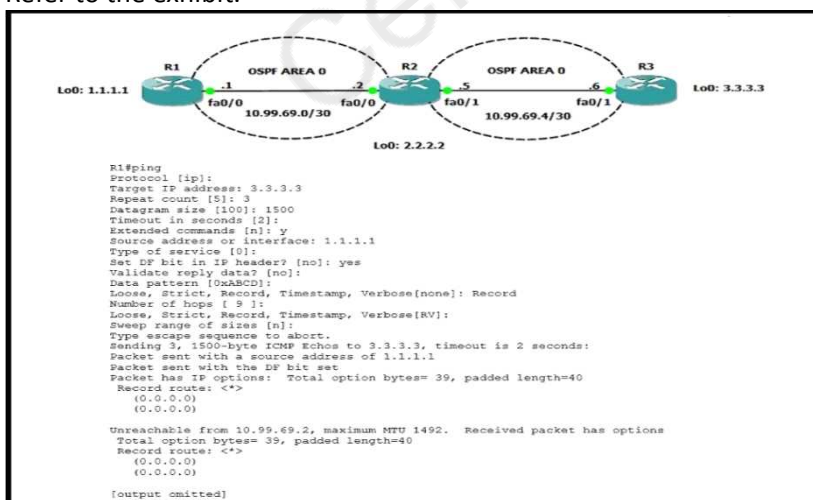 Refer to the exhibit.
R1
OSPF AREA 0
R2
OSPF AREA 0
R3
Lo0: 1.1.1.1
.1
.2
.5
.6
Lo0: 3.3.3.3
fa0/0
fa0/0
fa0/1
fa0/1
10.99.69.0/30
10.99.69.4/30
Lo0: 2.2.2.2
R1#ping
Protocol [ip]:
Target IP address: 3.3.3.3
Repeat count [5]: 3
Datagram size [100]: 1500
Timeout in seconds [2]:
Extended commands [n]: y
Source address or interface: 1.1.1.1
Type of service [0]:
Set DF bit in IP header? [no]: yes
Validate reply data? [no]:
Data pattern [0xABCD]:
Loose, Strict, Record, Timestamp, Verbose[none]: Record
Number of hops [ 9 ]:
Loose, Strict, Record, Timestamp, Verbose[RV]:
Sweep range of sizes [n]:
Type escape sequence to abort.
Sending 3, 1500-byte ICMP Echos to 3.3.3.3, timeout is 2 seconds:
Packet sent with a source address of 1.1.1.1
Packet sent with the DF bit set
Packet has IP options:  Total option bytes= 39, padded length=40
Record route: <*>
(0.0.0.0)
(0.0.0.0)
Unreachable from 10.99.69.2, maximum MTU 1492.  Received packet has options
Total option bytes= 39, padded length=40
Record route: <*>
(0.0.0.0)
(0.0.0.0)
[output omitted]